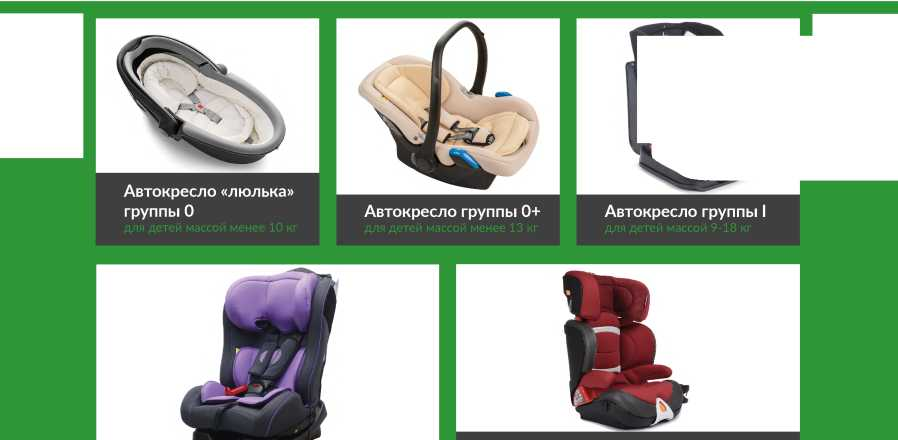 Автокресло «люлька»
группы 0
для детей массой менее 10 кг
Автокресло группы 0+
для детей массой менее 13 кг
Автокресло группы I
для детей массой 9-18 кг